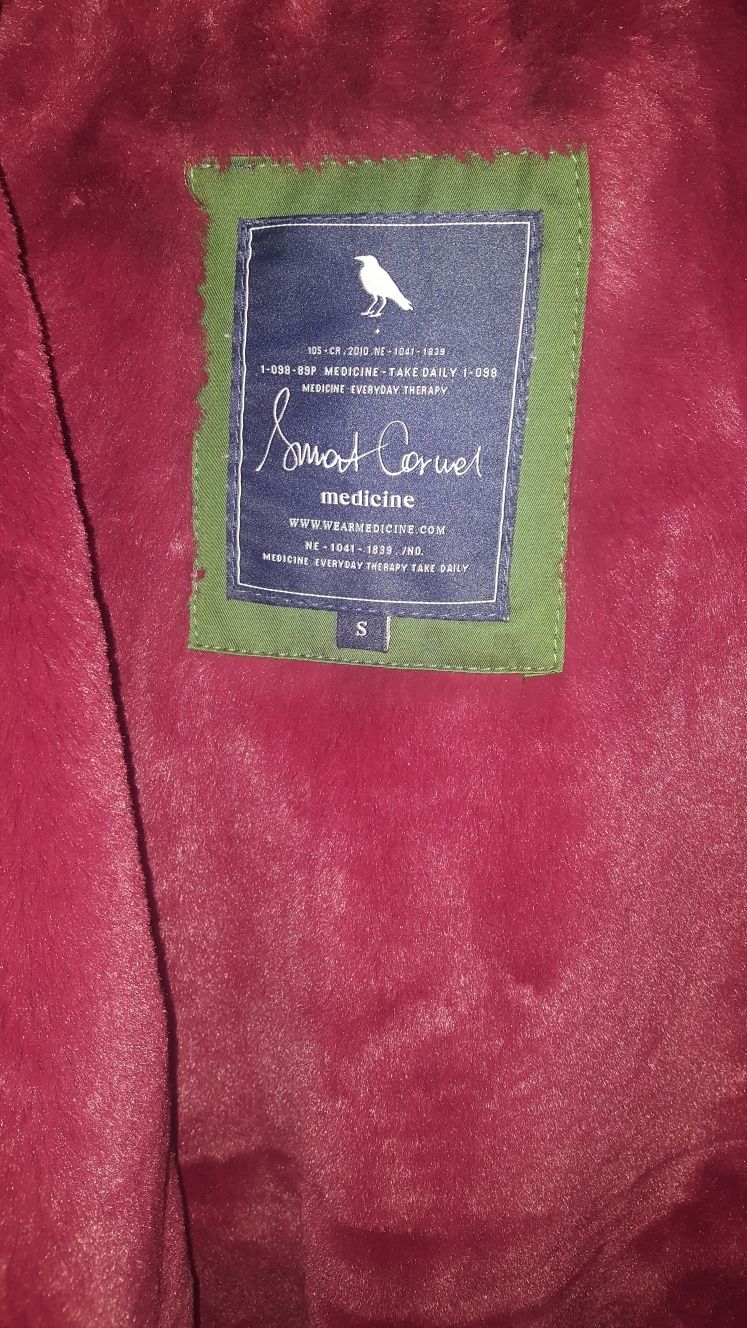 105-CR.2010.NE-1041-1839
1-098-89P MEDICINE-TAKE DAILY 1-098
MEDICINE EVERYDAY THERAPY
Smart Cornel
medicine
WWW.WEARMEDICINE.COM
NE-1041-1839./NO.
MEDICINE EVERYDAY THERAPY TAKE DAILY
S